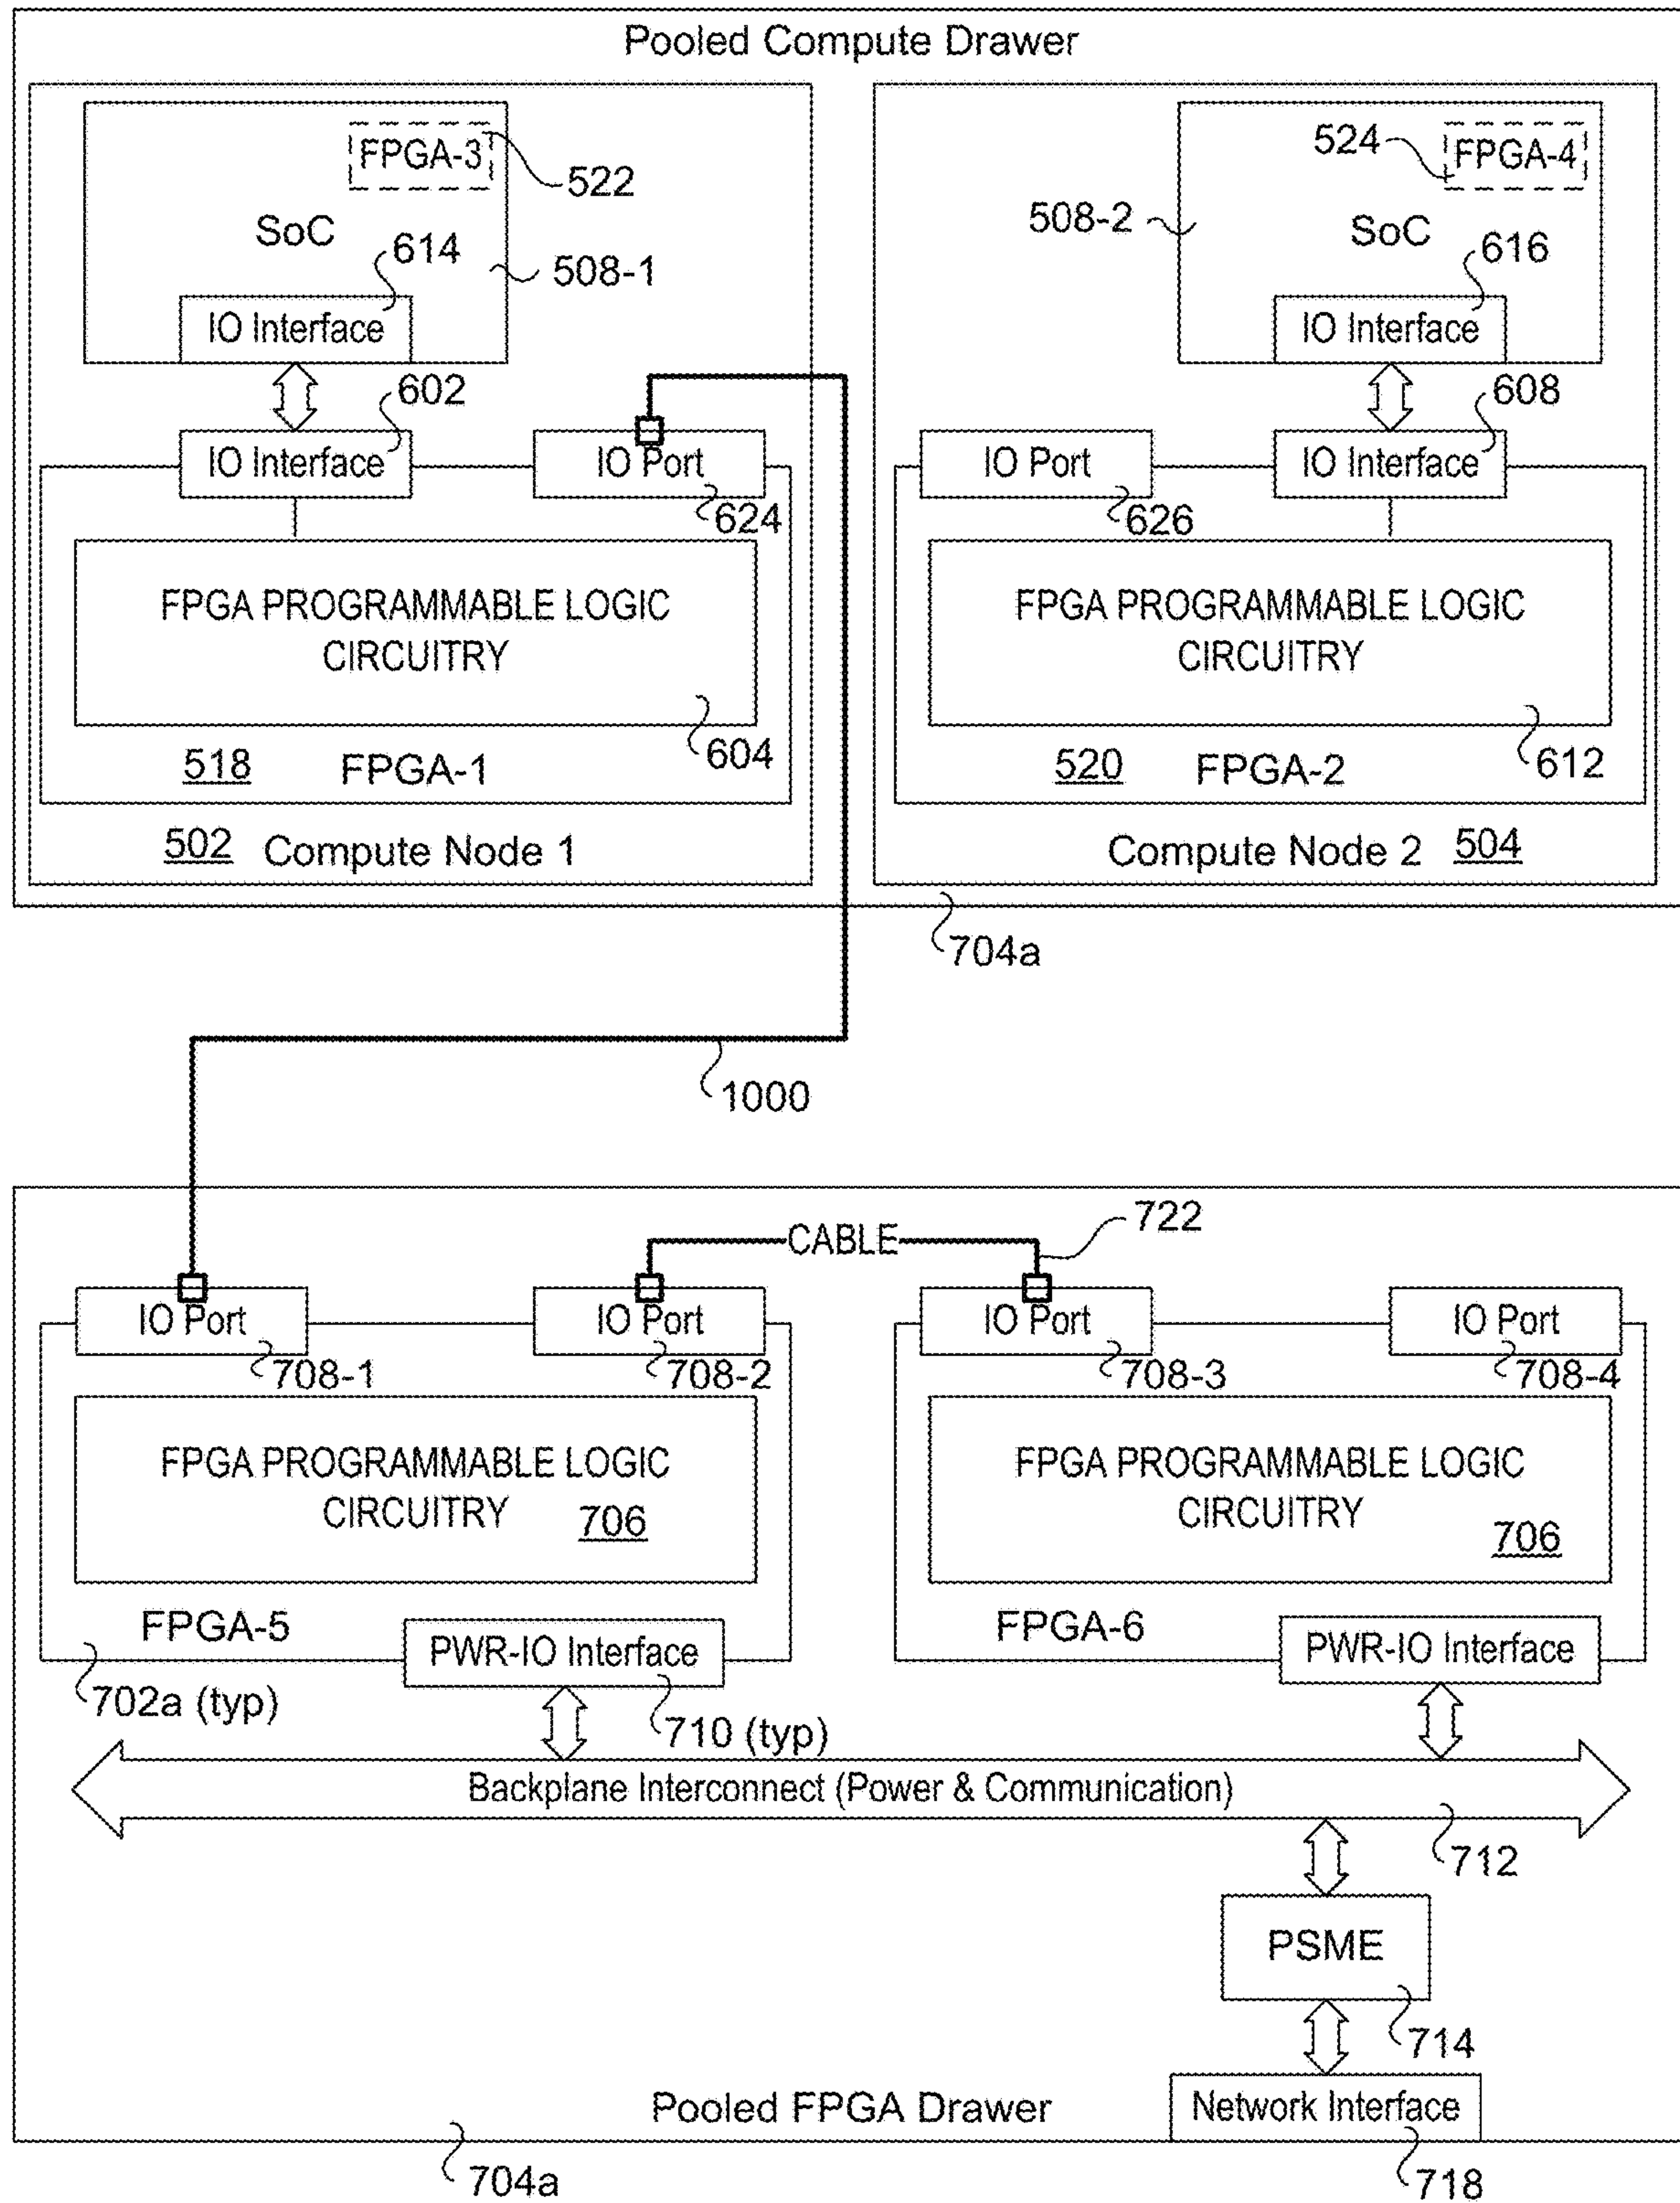 Pooled Compute Drawer
FPGA-3
522
SoC
614
508-1
IO Interface
602
IO Interface
IO Port
624
FPGA PROGRAMMABLE LOGIC
CIRCUITRY
604
518 FPGA-1
502 Compute Node 1
524
FPGA-4
508-2
SoC
616
IO Interface
608
IO Port
IO Interface
626
FPGA PROGRAMMABLE LOGIC
CIRCUITRY
612
520 FPGA-2
Compute Node 2 504
704a
1000
CABLE
722
IO Port
708-1
IO Port
708-2
FPGA PROGRAMMABLE LOGIC
CIRCUITRY 706
FPGA-5
PWR-IO Interface
702a (typ)
710 (typ)
IO Port
708-3
IO Port
708-4
FPGA PROGRAMMABLE LOGIC
CIRCUITRY
706
FPGA-6
PWR-IO Interface
Backplane Interconnect (Power & Communication)
712
PSME
714
Pooled FPGA Drawer
Network Interface
704a
718